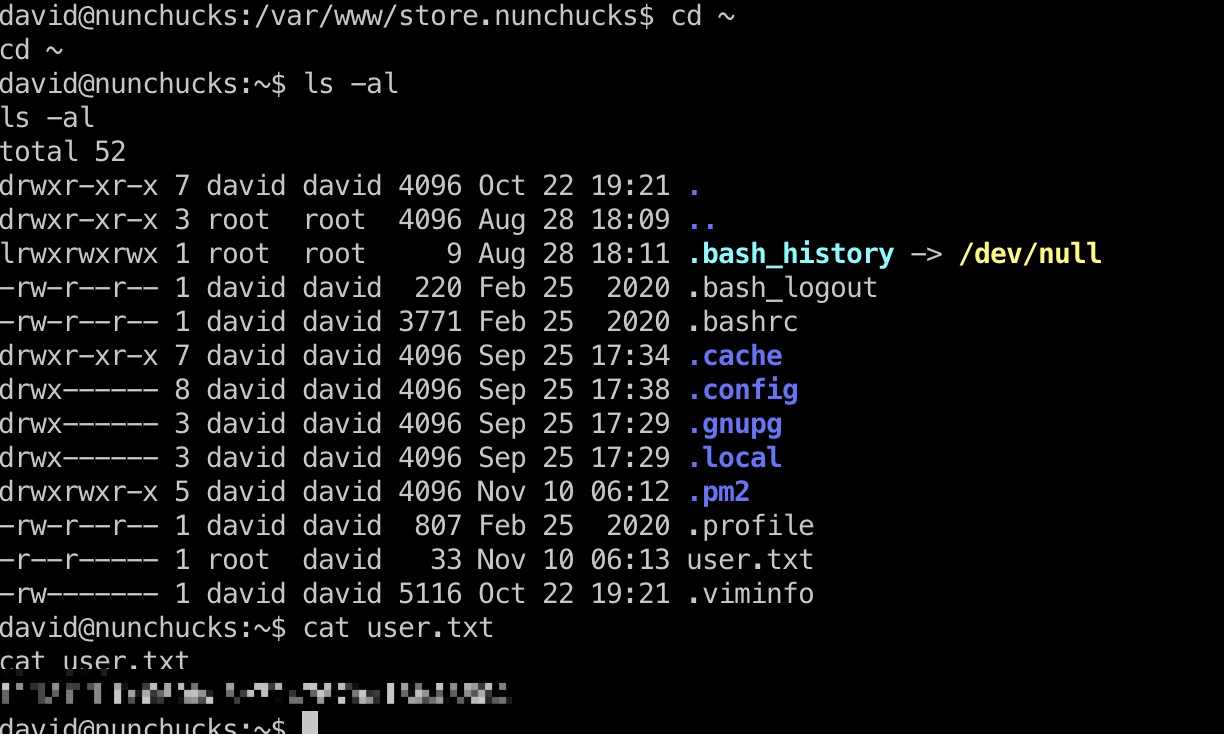 david@nunchucks:/var/www/store.nunchucks$ cd ~
cd ~
david@nunchucks:~$ ls -al
ls -al
total 52
drwxr-xr-x 7 david david 4096 Oct 22 19:21 .
drwxr-xr-x 3 root  root  4096 Aug 28 18:09 ..
lrwxrwxrwx 1 root  root     9 Aug 28 18:11 .bash_history -> /dev/null
-rw-r--r-- 1 david david  220 Feb 25  2020 .bash_logout
-rw-r--r-- 1 david david 3771 Feb 25  2020 .bashrc
drwxr-xr-x 7 david david 4096 Sep 25 17:34 .cache
drwx------ 8 david david 4096 Sep 25 17:38 .config
drwx------ 3 david david 4096 Sep 25 17:29 .gnupg
drwx------ 3 david david 4096 Sep 25 17:29 .local
drwxrwxr-x 5 david david 4096 Nov 10 06:12 .pm2
-rw-r--r-- 1 david david  807 Feb 25  2020 .profile
-r--r----- 1 root  david   33 Nov 10 06:13 user.txt
-rw------- 1 david david 5116 Oct 22 19:21 .viminfo
david@nunchucks:~$ cat user.txt
cat user.txt
david@nunchucks:~$